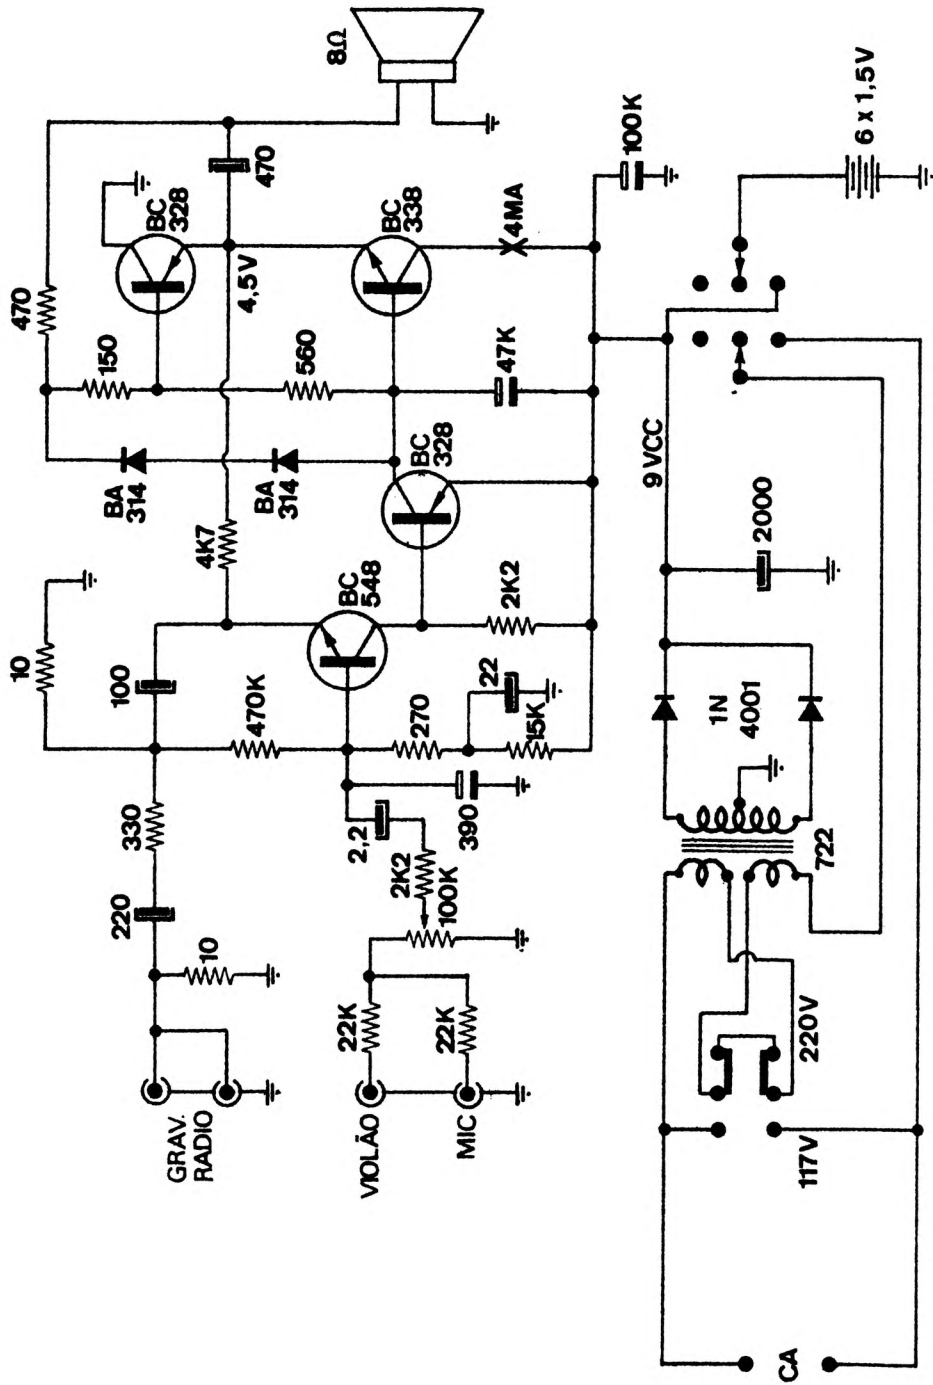 10
470
GRAV.
RADIO
220
330
100
BA
314
150
BC
328
8Ω
10
470K
4K7
BA
314
560
4,5V
470
VIOLÃO
22K
2,2
2K2
100K
270
BC
548
BC
328
BC
338
MIC
22K
390
22
15K
2K2
47K
4MA
100K
9 VCC
1N
4001
2000
117V
220V
722
6 x 1,5V
CA